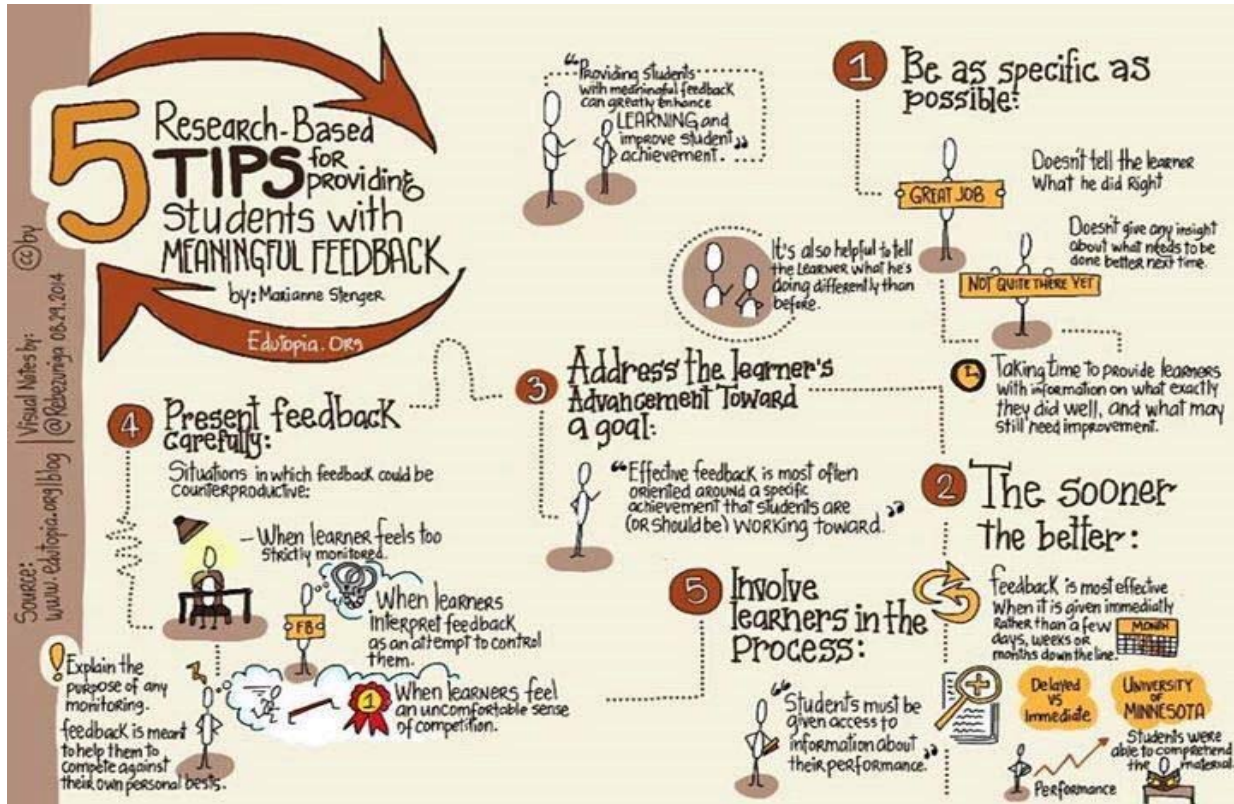 5
Research-Based
TIPS for
providing
Students with
MEANINGFUL FEEDBACK
by: Marianne Stenger
Edutopia.Org
Source:
www.edutopia.org/blog | Visual Notes by:
@Rebezuniga 08.29.2014
cc by
“Providing students
with meaningful feedback
can greatly enhance
LEARNING and
improve student
achievement.”
1 Be as specific as
possible:
GREAT JOB
Doesn't tell the learner
What he did Right
NOT QUITE THERE YET
Doesn't give any insight
about what needs to be
done better next time.
It's also helpful to tell
the Learner what he's
doing differently than
before.
Taking time to provide learners
with information on what exactly
they did well, and what may
still need improvement.
2 The sooner
the better:
feedback is most effective
When it is given immediatly
Rather than a few
days, weeks or
months down the line.
MONTH
Delayed
VS
Immediate
UNIVERSITY
OF
MINNESOTA
Students were
able to comprehend
the material.
Performance
3 Address the learner's
Advancement Toward
a goal:
“Effective feedback is most often
oriented around a specific
achievement that students are
(OR should be) working toward.”
4 Present feedback
carefully:
Situations in which feedback could be
counterproductive:
– When learner feels too
strictly monitored.
FB
When learners
interpret feedback
as an attempt to control
them.
1
When learners feel
an uncomfortable sense
of competition.
! Explain the
purpose of any
monitoring.
feedback is meant
to help them to
compete against
their own personal bests.
5 Involve
learners in the
Process:
“Students must be
given access to
information about
their performance.”